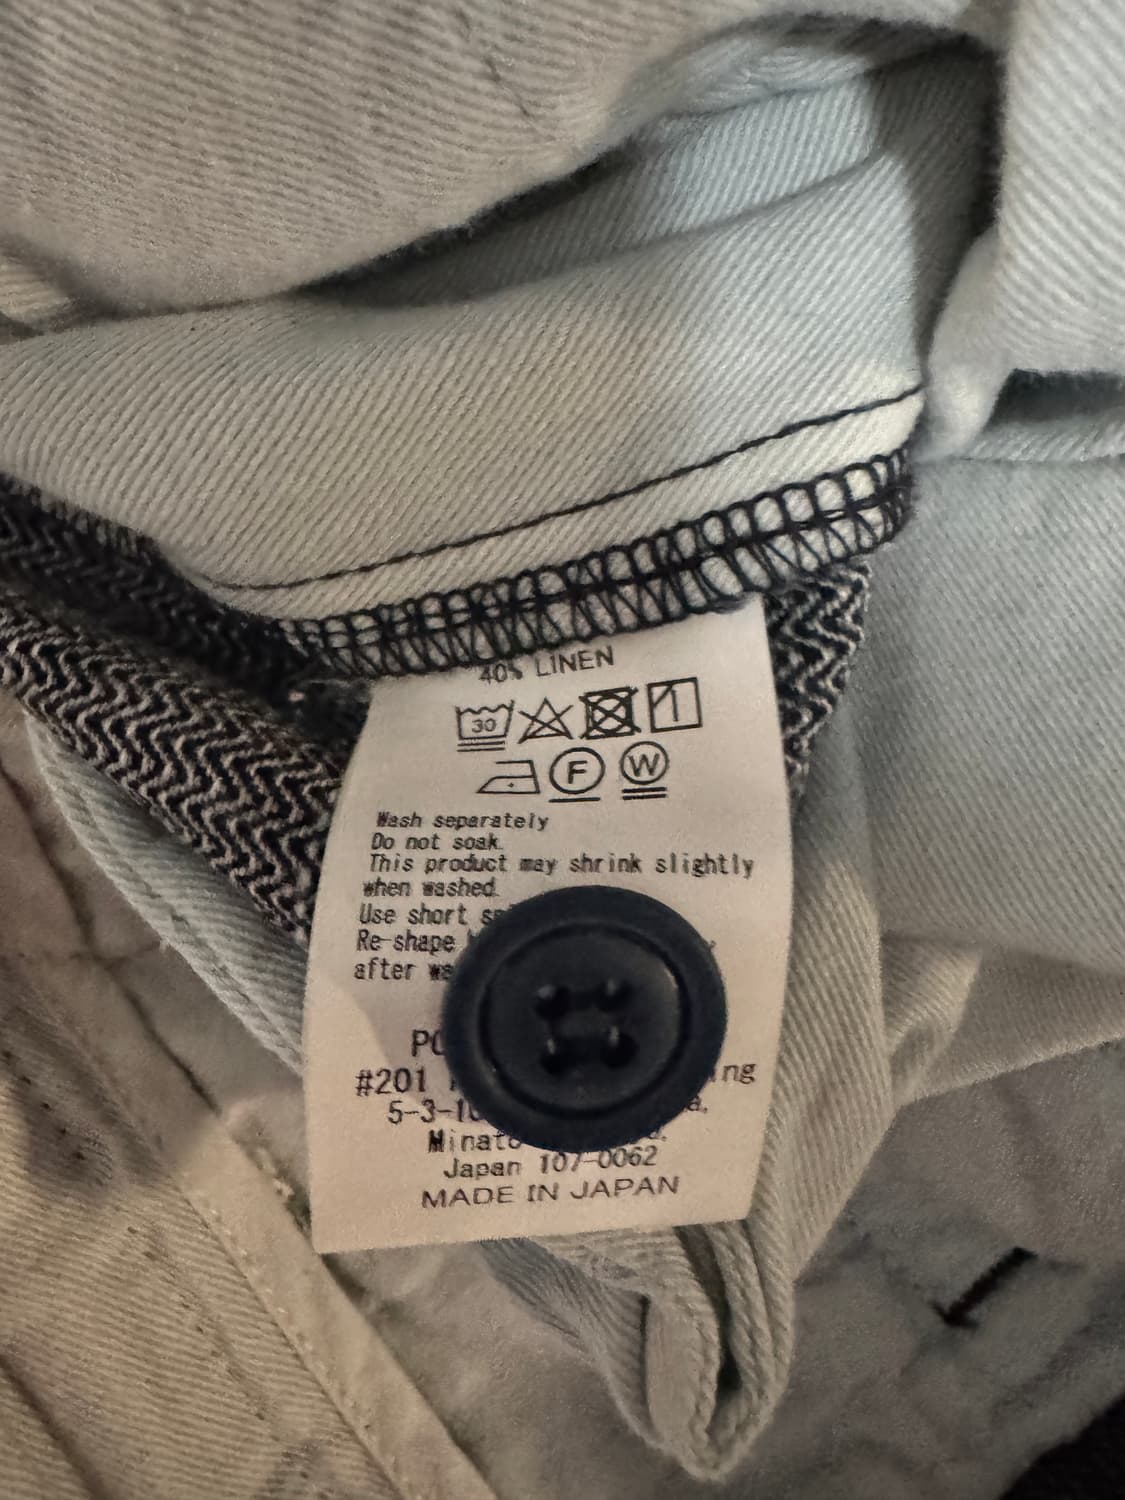 40% LINEN
30
F W
Wash separately
Do not soak.
This product may shrink slightly
when washed.
Use short
Re-shape
after
#201
5-3-
Minato
Japan 107-0062
MADE IN JAPAN